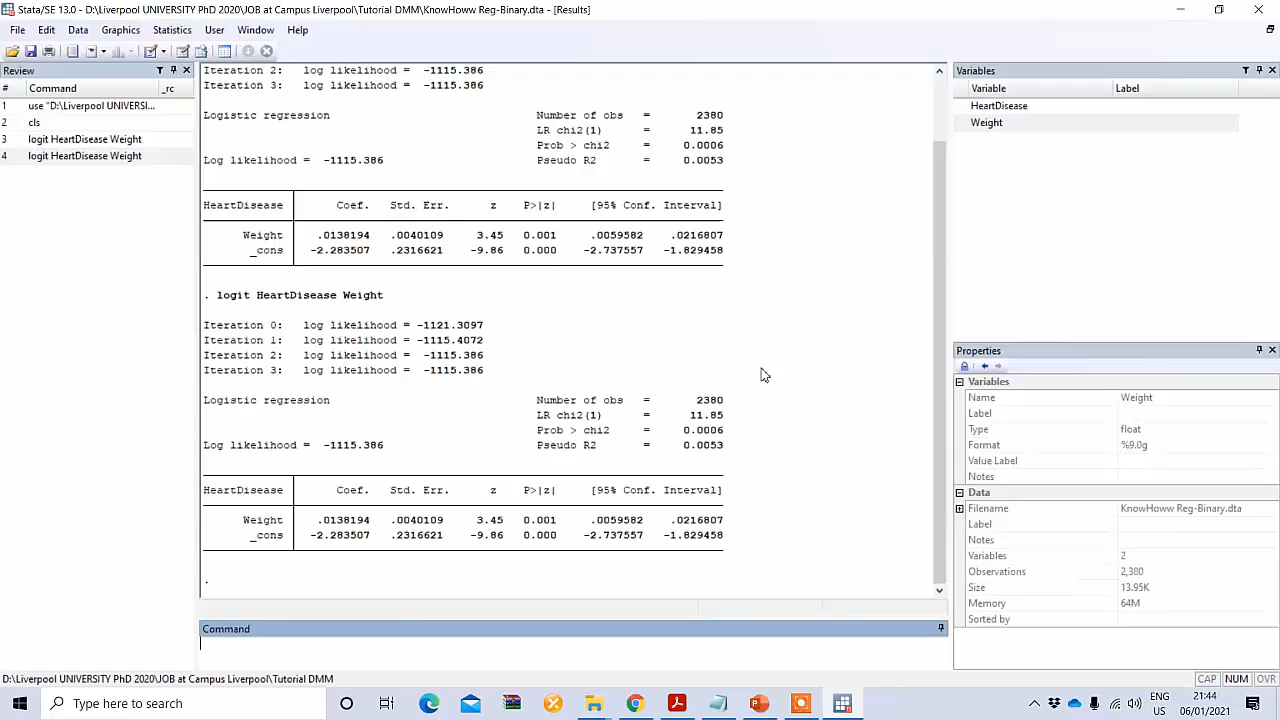 Stata/SE 13.0 - D:\Liverpool UNIVERSITY PhD 2020\JOB at Campus Liverpool\Tutorial DMM\KnowHoww Reg-Binary.dta - [Results]
File Edit Data Graphics Statistics User Window Help
Review
# Command _rc
1 use "D:\Liverpool UNIVERSI...
2 cls
3 logit HeartDisease Weight
4 logit HeartDisease Weight
Iteration 2: log likelihood = -1115.386
Iteration 3: log likelihood = -1115.386
Logistic regression Number of obs = 2380
LR chi2(1) = 11.85
Prob > chi2 = 0.0006
Log likelihood = -1115.386 Pseudo R2 = 0.0053
HeartDisease Coef. Std. Err. z P>|z| [95% Conf. Interval]
Weight .0138194 .0040109 3.45 0.001 .0059582 .0216807
_cons -2.283507 .2316621 -9.86 0.000 -2.737557 -1.829458
. logit HeartDisease Weight
Iteration 0: log likelihood = -1121.3097
Iteration 1: log likelihood = -1115.4072
Iteration 2: log likelihood = -1115.386
Iteration 3: log likelihood = -1115.386
Logistic regression Number of obs = 2380
LR chi2(1) = 11.85
Prob > chi2 = 0.0006
Log likelihood = -1115.386 Pseudo R2 = 0.0053
HeartDisease Coef. Std. Err. z P>|z| [95% Conf. Interval]
Weight .0138194 .0040109 3.45 0.001 .0059582 .0216807
_cons -2.283507 .2316621 -9.86 0.000 -2.737557 -1.829458
.
Command
Variables
Variable Label
HeartDisease
Weight
Properties
Variables
Name Weight
Label
Type float
Format %9.0g
Value Label
Notes
Data
Filename KnowHoww Reg-Binary.dta
Label
Notes
Variables 2
Observations 2,380
Size 13.95K
Memory 64M
Sorted by
D:\Liverpool UNIVERSITY PhD 2020\JOB at Campus Liverpool\Tutorial DMM
CAP NUM OVR
Type here to search
ENG
US
21:44
06/01/2021